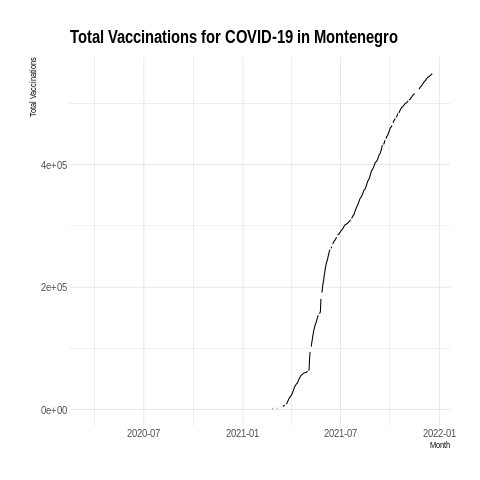 Total Vaccinations for COVID-19 in Montenegro
Total Vaccinations
4e+05
2e+05
0e+00
2020-07 2021-01 2021-07 2022-01
Month